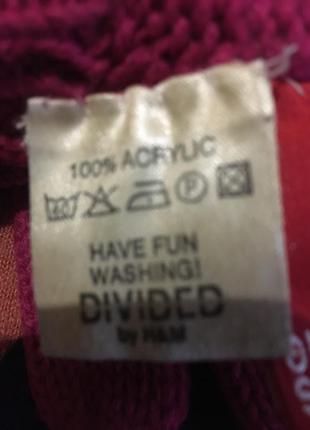 100% ACRYLIC
P
HAVE FUN
WASHING!
DIVIDED
by H&M